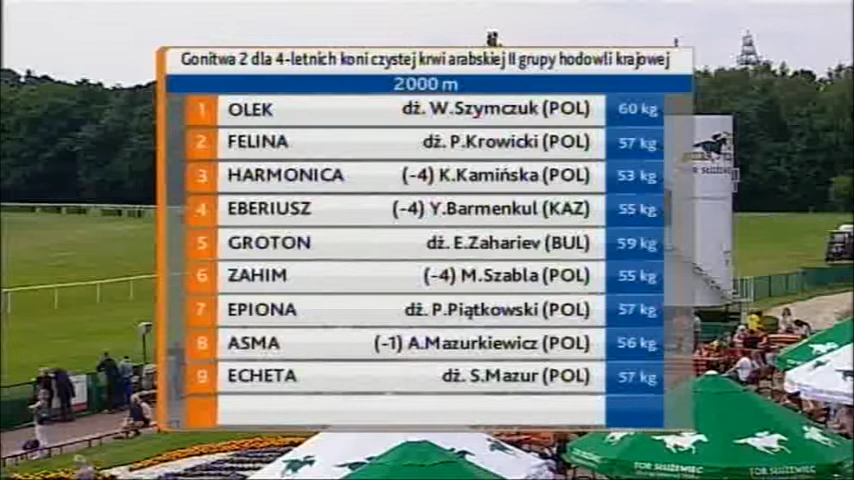 Gonitwa 2 dla 4-letnich koni czystej krwi arabskiej II grupy hodowli krajowej
2000 m
1 OLEK dż. W.Szymczuk (POL) 60 kg
2 FELINA dż. P.Krowicki (POL) 57 kg
3 HARMONICA (-4) K.Kamińska (POL) 53 kg
4 EBERIUSZ (-4) Y.Barmenkul (KAZ) 55 kg
5 GROTON dż. E.Zahariev (BUL) 59 kg
6 ZAHIM (-4) M.Szabla (POL) 55 kg
7 EPIONA dż. P.Piątkowski (POL) 57 kg
8 ASMA (-1) A.Mazurkiewicz (POL) 56 kg
9 ECHETA dż. S.Mazur (POL) 57 kg
TOR SŁUŻEWIEC
TOR SŁUŻEWIEC